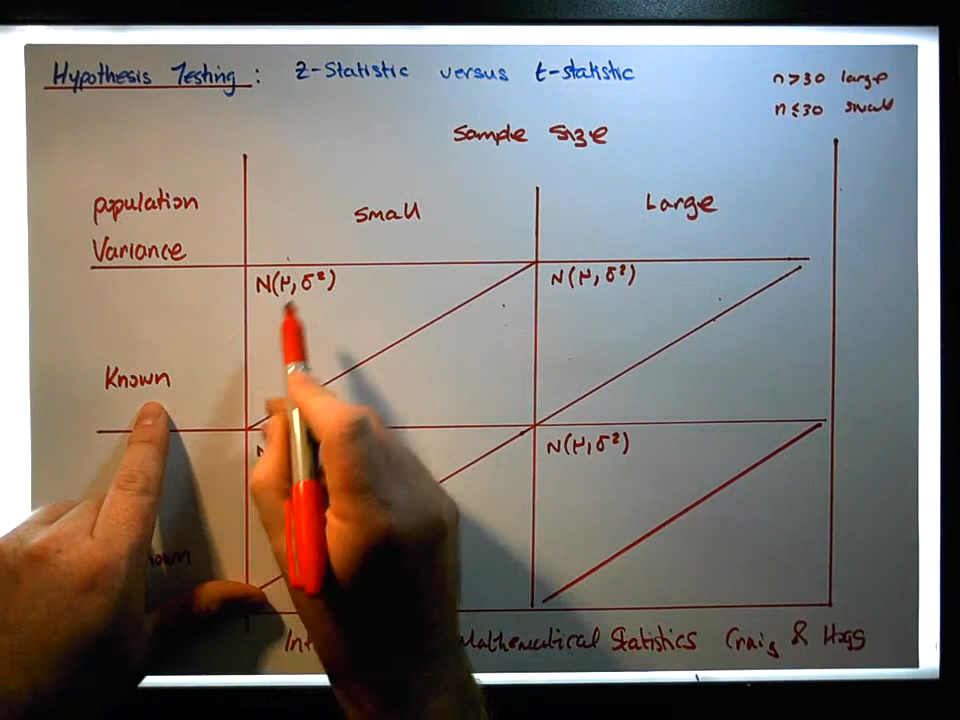 Hypothesis Testing : Z-Statistic versus t-statistic
n>30 large
n≤30 small
Sample Size
population
Variance
Small
Large
N(μ, σ²)
N(μ, σ²)
Known
N(μ, σ²)
Mathematical Statistics Craig & Hogg